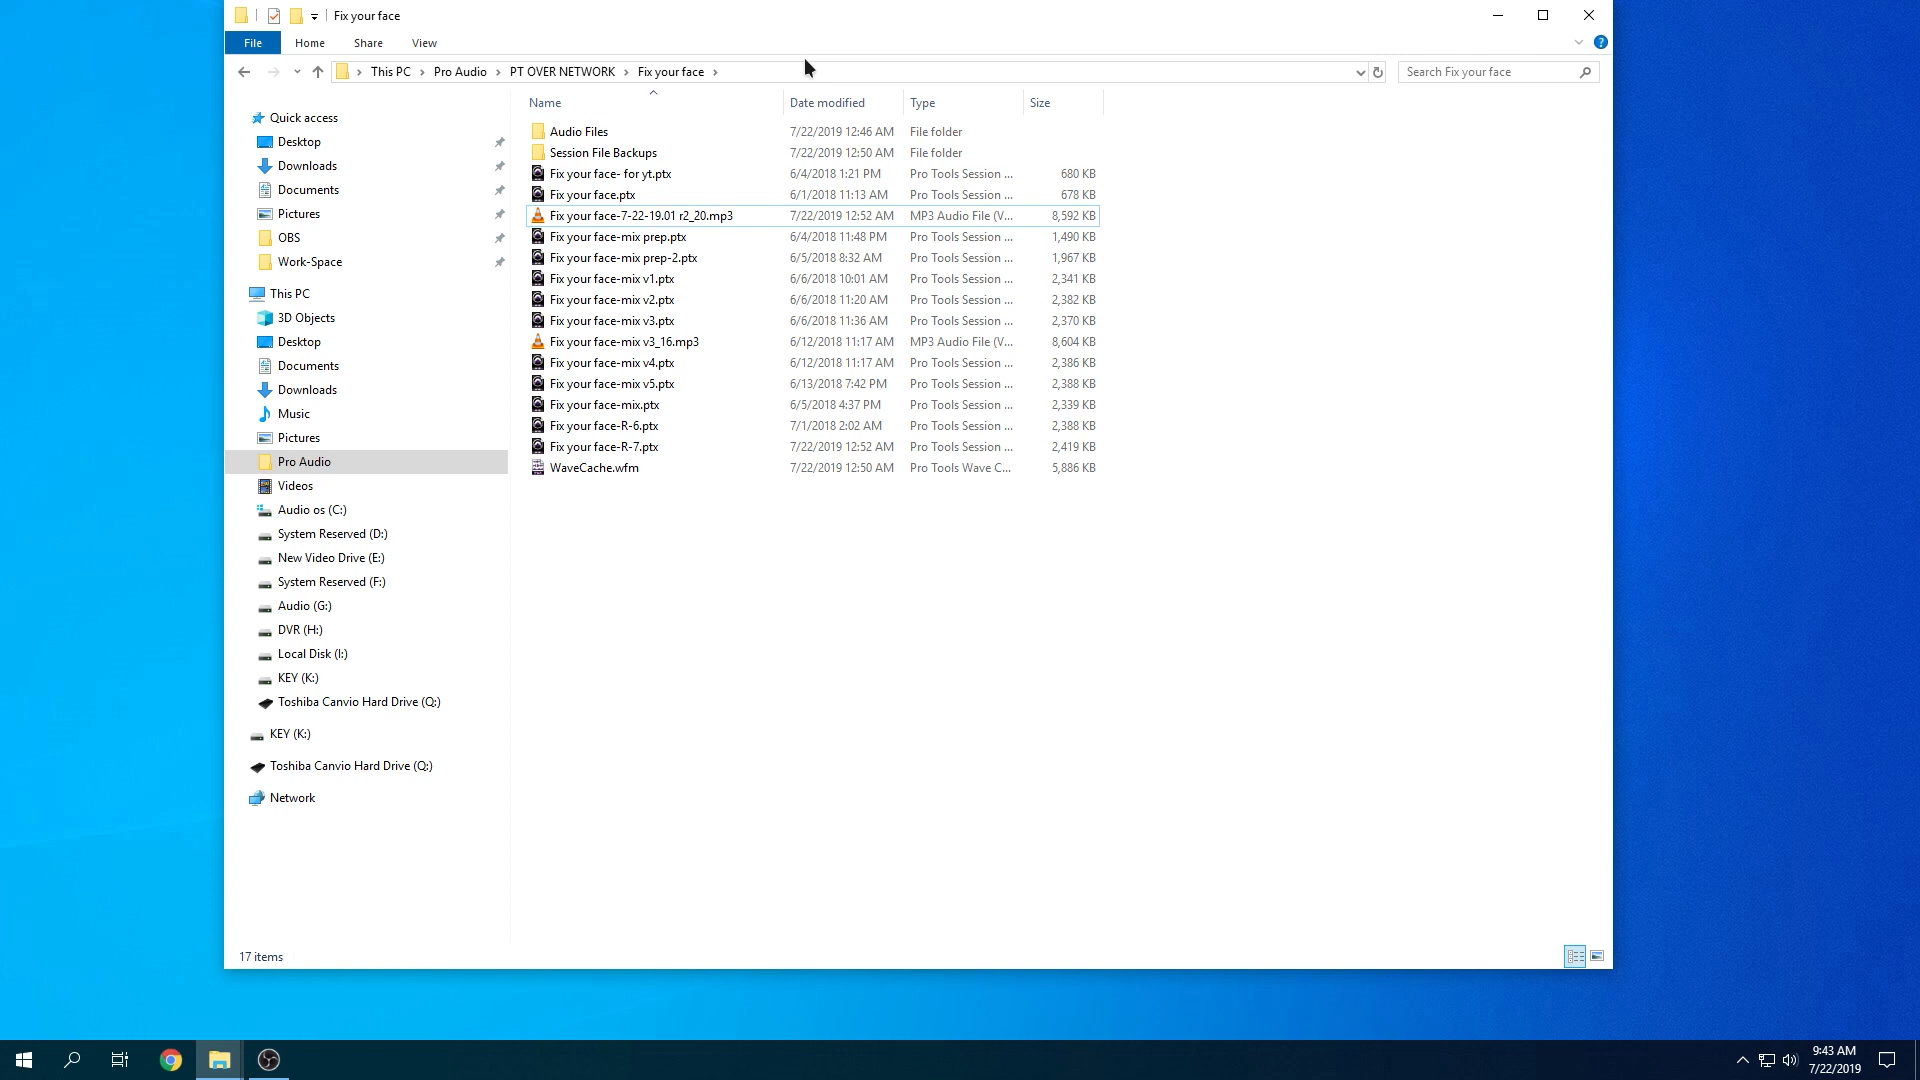 Fix your face
File Home Share View
This PC Pro Audio PT OVER NETWORK Fix your face
Search Fix your face
Name Date modified Type Size
Quick access
Desktop
Downloads
Documents
Pictures
OBS
Work-Space
This PC
3D Objects
Desktop
Documents
Downloads
Music
Pictures
Pro Audio
Videos
Audio os (C:)
System Reserved (D:)
New Video Drive (E:)
System Reserved (F:)
Audio (G:)
DVR (H:)
Local Disk (I:)
KEY (K:)
Toshiba Canvio Hard Drive (Q:)
KEY (K:)
Toshiba Canvio Hard Drive (Q:)
Network
Audio Files 7/22/2019 12:46 AM File folder
Session File Backups 7/22/2019 12:50 AM File folder
Fix your face- for yt.ptx 6/4/2018 1:21 PM Pro Tools Session ... 680 KB
Fix your face.ptx 6/1/2018 11:13 AM Pro Tools Session ... 678 KB
Fix your face-7-22-19.01 r2_20.mp3 7/22/2019 12:52 AM MP3 Audio File (V... 8,592 KB
Fix your face-mix prep.ptx 6/4/2018 11:48 PM Pro Tools Session ... 1,490 KB
Fix your face-mix prep-2.ptx 6/5/2018 8:32 AM Pro Tools Session ... 1,967 KB
Fix your face-mix v1.ptx 6/6/2018 10:01 AM Pro Tools Session ... 2,341 KB
Fix your face-mix v2.ptx 6/6/2018 11:20 AM Pro Tools Session ... 2,382 KB
Fix your face-mix v3.ptx 6/6/2018 11:36 AM Pro Tools Session ... 2,370 KB
Fix your face-mix v3_16.mp3 6/12/2018 11:17 AM MP3 Audio File (V... 8,604 KB
Fix your face-mix v4.ptx 6/12/2018 11:17 AM Pro Tools Session ... 2,386 KB
Fix your face-mix v5.ptx 6/13/2018 7:42 PM Pro Tools Session ... 2,388 KB
Fix your face-mix.ptx 6/5/2018 4:37 PM Pro Tools Session ... 2,339 KB
Fix your face-R-6.ptx 7/1/2018 2:02 AM Pro Tools Session ... 2,388 KB
Fix your face-R-7.ptx 7/22/2019 12:52 AM Pro Tools Session ... 2,419 KB
WaveCache.wfm 7/22/2019 12:50 AM Pro Tools Wave C... 5,886 KB
17 items
9:43 AM
7/22/2019